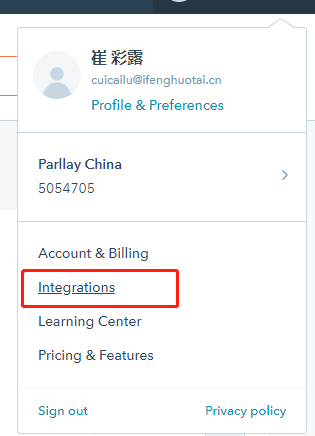 崔 彩露
cuicailu@ifenghuotai.cn
Profile & Preferences
Parllay China
5054705
Account & Billing
Integrations
Learning Center
Pricing & Features
Sign out
Privacy policy